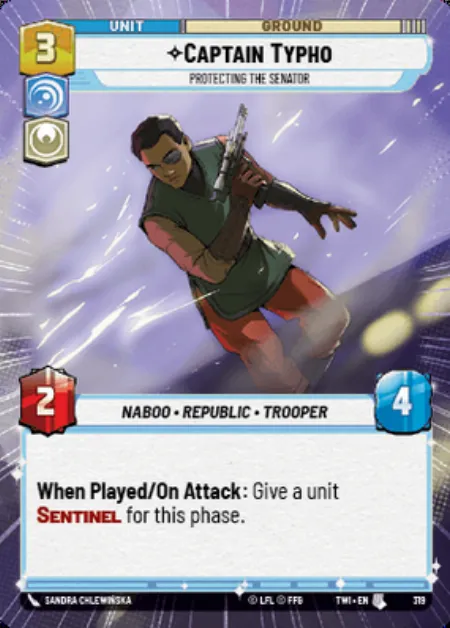 UNIT GROUND
3
✧CAPTAIN TYPHO
PROTECTING THE SENATOR
2
NABOO • REPUBLIC • TROOPER
4
When Played/On Attack: Give a unit
SENTINEL for this phase.
SANDRA CHLEWIŃSKA © LFL © FFG TWI • EN 319